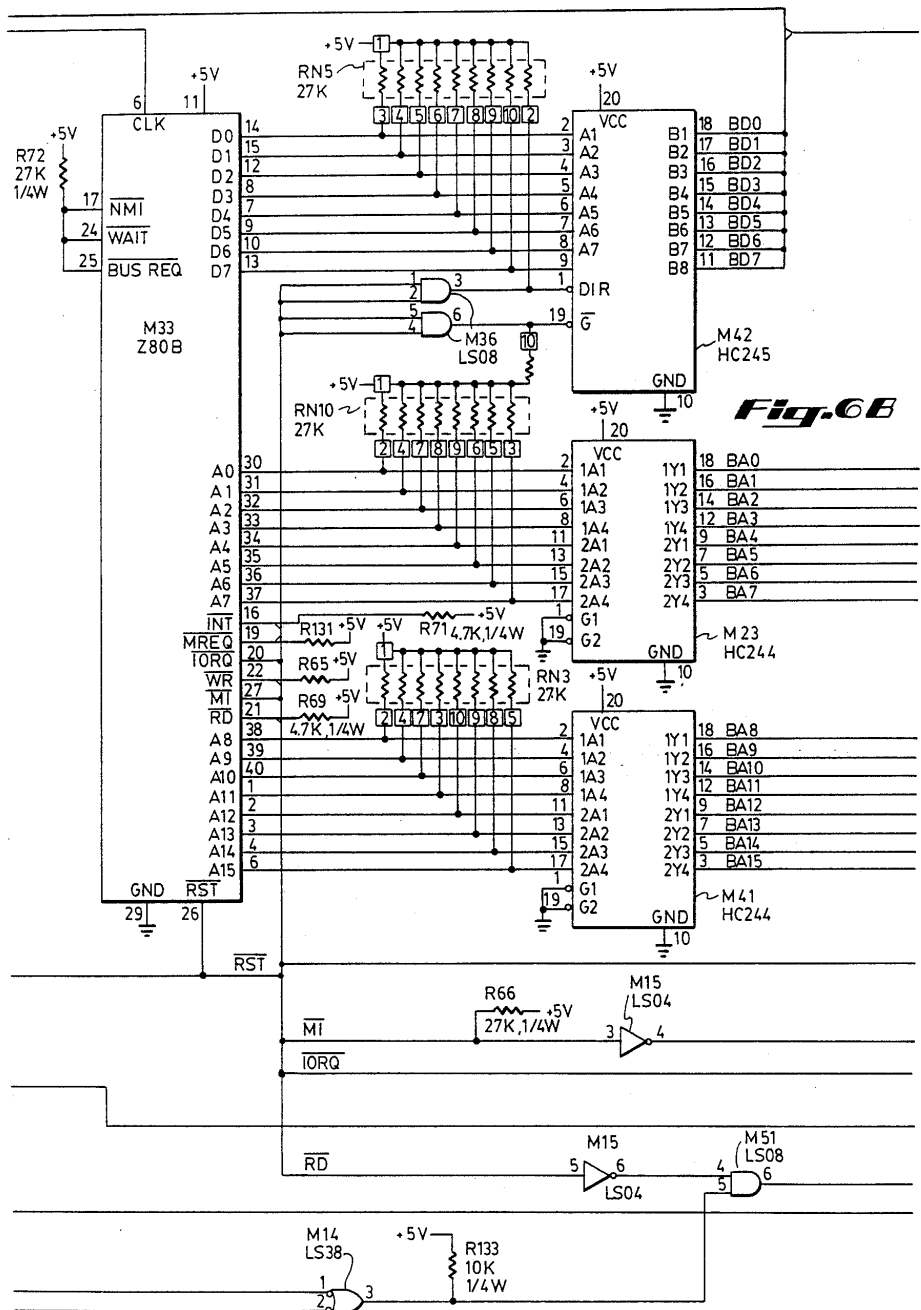 +5V
1
RN5
27K
3 4 5 6 7 8 9 10 2
+5V
6 11
CLK
+5V
R72
27K
1/4W
17 NMI
24 WAIT
25 BUS REQ
M33
Z80B
D0 14
D1 15
D2 12
D3 8
D4 7
D5 9
D6 10
D7 13
+5V
20
VCC
2 A1 B1 18 BD0
3 A2 B2 17 BD1
4 A3 B3 16 BD2
5 A4 B4 15 BD3
6 A5 B5 14 BD4
7 A6 B6 13 BD5
8 A7 B7 12 BD6
9 B8 11 BD7
1 DIR
19 G
GND
10
M42
HC245
1
2 3
5
4 6
M36
LS08
10
+5V 1
RN10
27K
2 4 7 8 9 6 5 3
Fig.6B
A0 30
A1 31
A2 32
A3 33
A4 34
A5 35
A6 36
A7 37
+5V
20
VCC
2 1A1 1Y1 18 BA0
4 1A2 1Y2 16 BA1
6 1A3 1Y3 14 BA2
8 1A4 1Y4 12 BA3
11 2A1 2Y1 9 BA4
13 2A2 2Y2 7 BA5
15 2A3 2Y3 5 BA6
17 2A4 2Y4 3 BA7
1 G1
19 G2
GND
10
M23
HC244
INT 16
MREQ 19
IORQ 20
WR 22
MI 27
RD 21
R71 +5V
4.7K,1/4W
R131 +5V
R65 +5V
R69 +5V
4.7K,1/4W
+5V
1
RN3
27K
2 4 7 3 10 9 8 5
A8 38
A9 39
A10 40
A11 1
A12 2
A13 3
A14 4
A15 6
GND RST
29 26
+5V
20
VCC
2 1A1 1Y1 18 BA8
4 1A2 1Y2 16 BA9
6 1A3 1Y3 14 BA10
8 1A4 1Y4 12 BA11
11 2A1 2Y1 9 BA12
13 2A2 2Y2 7 BA13
15 2A3 2Y3 5 BA14
17 2A4 2Y4 3 BA15
1 G1
19 G2
GND
10
M41
HC244
RST
MI
R66
+5V
27K,1/4W
M15
LS04
3 4
IORQ
RD
M15
5 6
LS04
M51
LS08
4
5 6
M14
LS38
1
2 3
+5V
R133
10K
1/4W